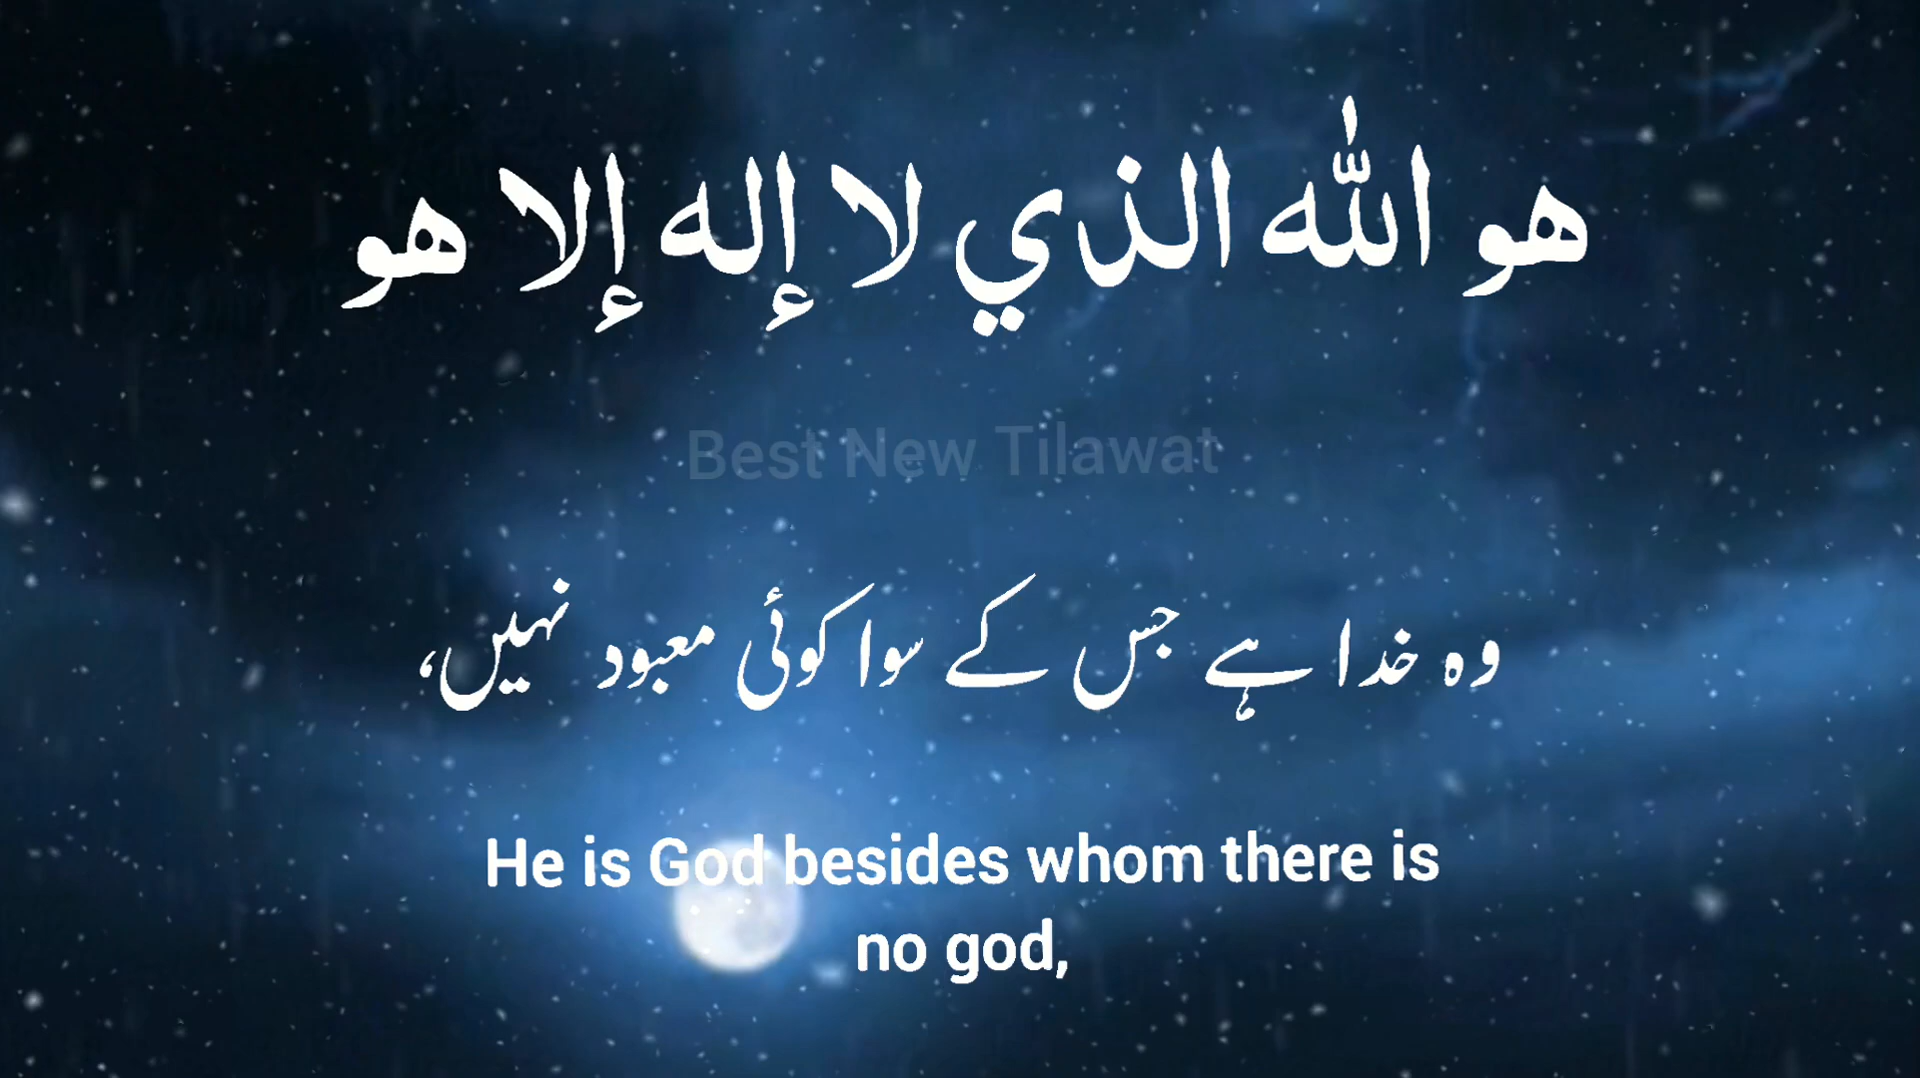 هو الله الذي لا إله إلا هو
Best New Tilawat
وہ خدا ہے جس کے سوا کوئی معبود نہیں،
He is God besides whom there is
no god,